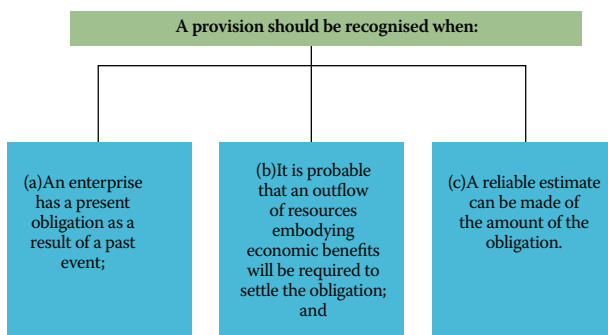 A provision should be recognised when:
(a)An enterprise
has a present
obligation as a
result of a past
event;
(b)It is probable
that an outflow
of resources
embodying
economic benefits
will be required to
settle the obligation;
and
(c)A reliable estimate
can be made of
the amount of the
obligation.